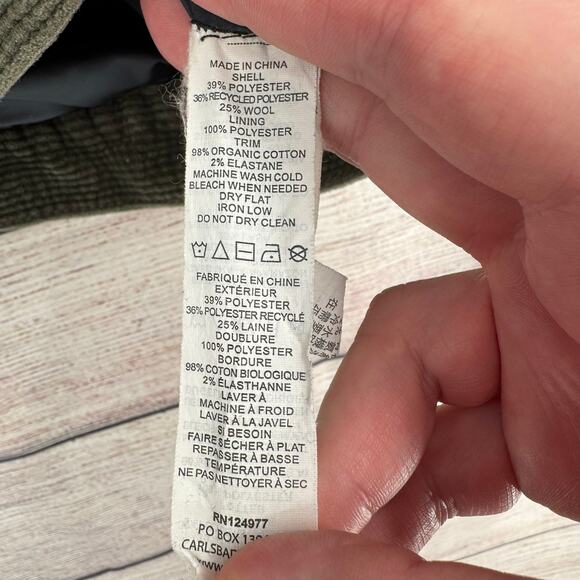 MADE IN CHINA
SHELL
39% POLYESTER
36% RECYCLED POLYESTER
25% WOOL
LINING
100% POLYESTER
TRIM
98% ORGANIC COTTON
2% ELASTANE
MACHINE WASH COLD
BLEACH WHEN NEEDED
DRY FLAT
IRON LOW
DO NOT DRY CLEAN
FABRIQUÉ EN CHINE
EXTÉRIEUR
39% POLYESTER
36% POLYESTER RECYCLÉ
25% LAINE
DOUBLURE
100% POLYESTER
BORDURE
98% COTON BIOLOGIQUE
2% ÉLASTHANNE
LAVER À
MACHINE À FROID
LAVER À LA JAVEL
SI BESOIN
FAIRE SÉCHER À PLAT
REPASSER À BASSE
TEMPÉRATURE
NE PAS NETTOYER À SEC
RN124977
PO BOX